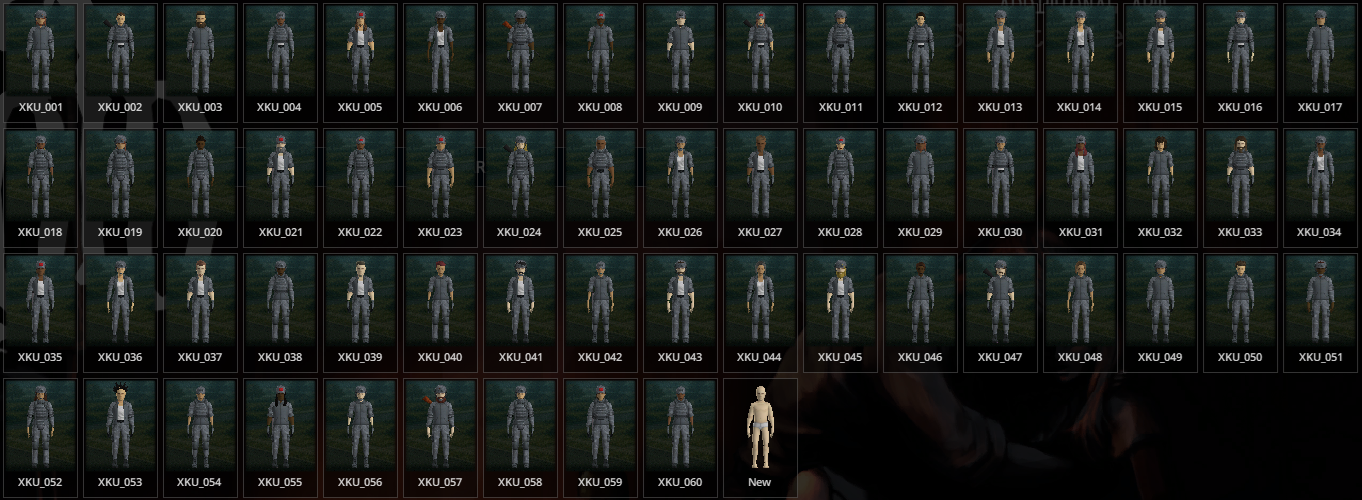 XKU_001 XKU_002 XKU_003 XKU_004 XKU_005 XKU_006 XKU_007 XKU_008 XKU_009 XKU_010 XKU_011 XKU_012 XKU_013 XKU_014 XKU_015 XKU_016 XKU_017
XKU_018 XKU_019 XKU_020 XKU_021 XKU_022 XKU_023 XKU_024 XKU_025 XKU_026 XKU_027 XKU_028 XKU_029 XKU_030 XKU_031 XKU_032 XKU_033 XKU_034
XKU_035 XKU_036 XKU_037 XKU_038 XKU_039 XKU_040 XKU_041 XKU_042 XKU_043 XKU_044 XKU_045 XKU_046 XKU_047 XKU_048 XKU_049 XKU_050 XKU_051
XKU_052 XKU_053 XKU_054 XKU_055 XKU_056 XKU_057 XKU_058 XKU_059 XKU_060 New